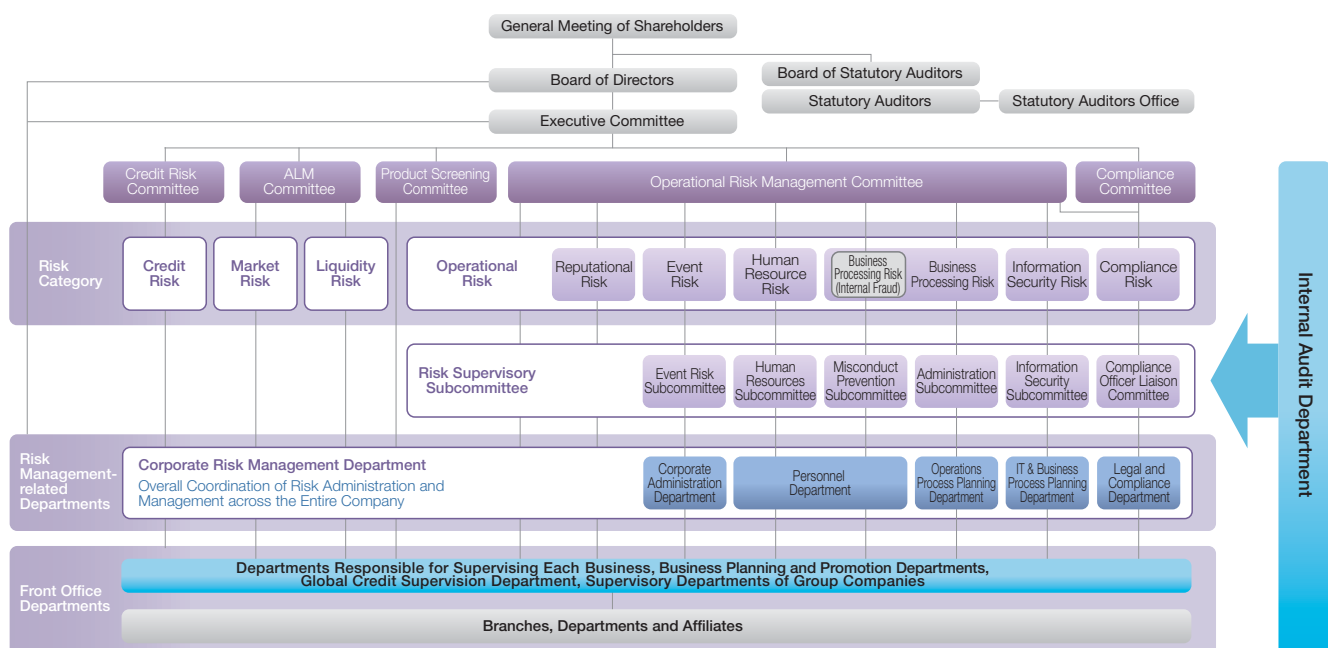 General Meeting of Shareholders
Board of Directors
Board of Statutory Auditors
Statutory Auditors
Statutory Auditors Office
Executive Committee
Credit Risk
Committee
ALM
Committee
Product Screening
Committee
Operational Risk Management Committee
Compliance
Committee
Risk
Category
Credit
Risk
Market
Risk
Liquidity
Risk
Operational
Risk
Reputational
Risk
Event
Risk
Human
Resource
Risk
Business
Processing Risk
(Internal Fraud)
Business
Processing Risk
Information
Security Risk
Compliance
Risk
Risk Supervisory
Subcommittee
Event Risk
Subcommittee
Human
Resources
Subcommittee
Misconduct
Prevention
Subcommittee
Administration
Subcommittee
Information
Security
Subcommittee
Compliance
Officer Liaison
Committee
Risk
Management-
related
Departments
Corporate Risk Management Department
Overall Coordination of Risk Administration and
Management across the Entire Company
Corporate
Administration
Department
Personnel
Department
Operations
Process Planning
Department
IT & Business
Process Planning
Department
Legal and
Compliance
Department
Front Office
Departments
Departments Responsible for Supervising Each Business, Business Planning and Promotion Departments,
Global Credit Supervision Department, Supervisory Departments of Group Companies
Branches, Departments and Affiliates
Internal Audit Department